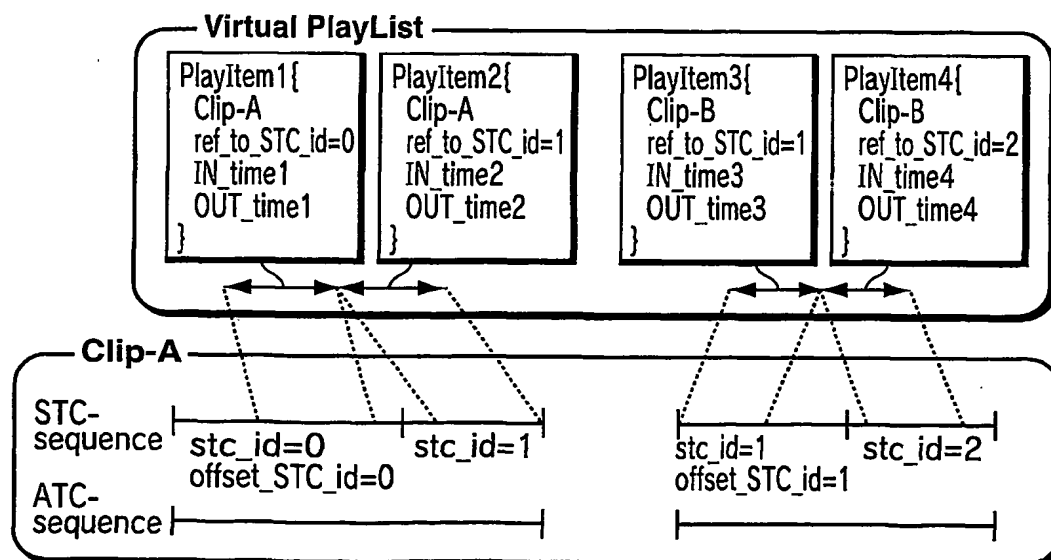 Virtual PlayList
PlayItem1{
Clip-A
ref_to_STC_id=0
IN_time1
OUT_time1
}
PlayItem2{
Clip-A
ref_to_STC_id=1
IN_time2
OUT_time2
}
PlayItem3{
Clip-B
ref_to_STC_id=1
IN_time3
OUT_time3
}
PlayItem4{
Clip-B
ref_to_STC_id=2
IN_time4
OUT_time4
}
Clip-A
STC-
sequence
stc_id=0
offset_STC_id=0
stc_id=1
stc_id=1
offset_STC_id=1
stc_id=2
ATC-
sequence